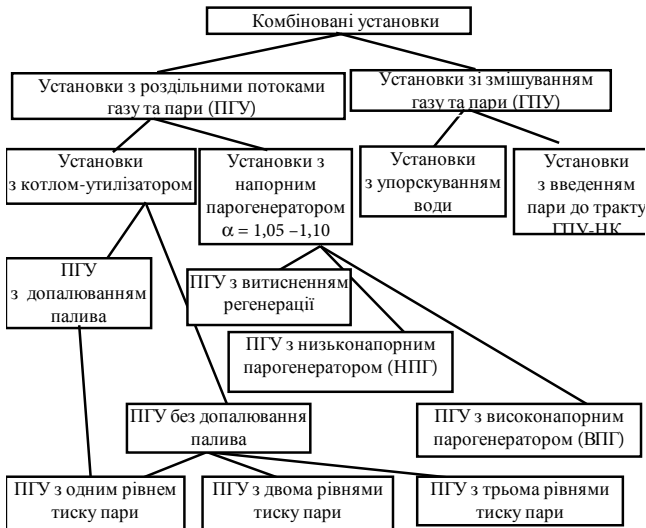 Комбіновані установки
Установки з роздільними потоками
газу та пари (ПГУ)
Установки зі змішуванням
газу та пари (ГПУ)
Установки
з котлом-утилізатором
Установки з
напорним
парогенератором
α = 1,05 –1,10
Установки
з упорскуванням
води
Установки
з введенням
пари до тракту
ГПУ-НК
ПГУ
з допалюванням
палива
ПГУ з витисненням
регенерації
ПГУ з низьконапорним
парогенератором (НПГ)
ПГУ без допалювання
палива
ПГУ з високонапорним
парогенератором (ВПГ)
ПГУ з одним рівнем
тиску пари
ПГУ з двома рівнями
тиску пари
ПГУ з трьома рівнями
тиску пари